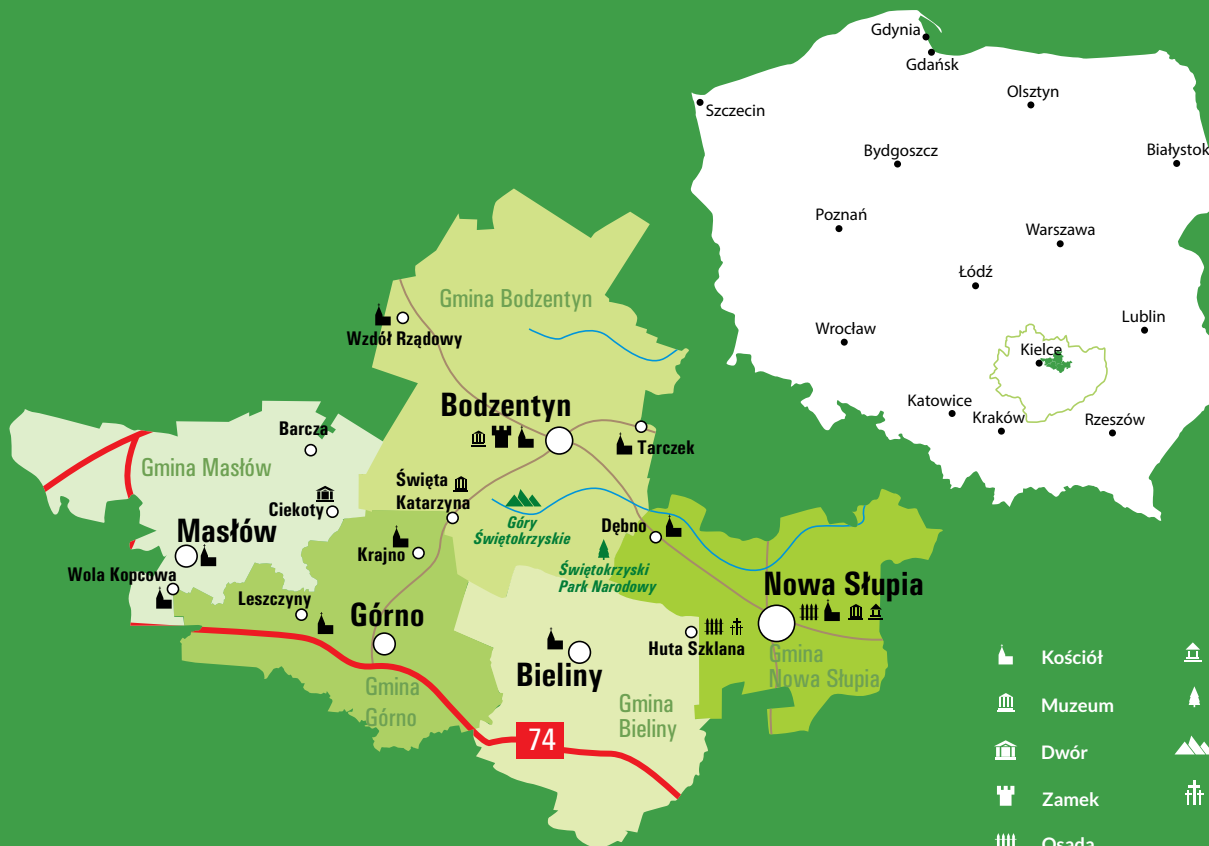 Gdynia
Gdańsk
Szczecin
Olsztyn
Bydgoszcz
Białystok
Poznań
Warszawa
Łódź
Wrocław
Lublin
Kielce
Katowice
Kraków
Rzeszów
Gmina Bodzentyn
Wzdół Rządowy
Bodzentyn
Tarczek
Barcza
Gmina Masłów
Ciekoty
Święta
Katarzyna
Masłów
Góry
Świętokrzyskie
Dębno
Krajno
Świętokrzyski
Park Narodowy
Wola Kopcowa
Leszczyny
Górno
Nowa Słupia
Huta Szklana
Bieliny
Gmina
Nowa Słupia
Gmina
Górno
Gmina
Bieliny
74
Kościół
Muzeum
Dwór
Zamek
Osada